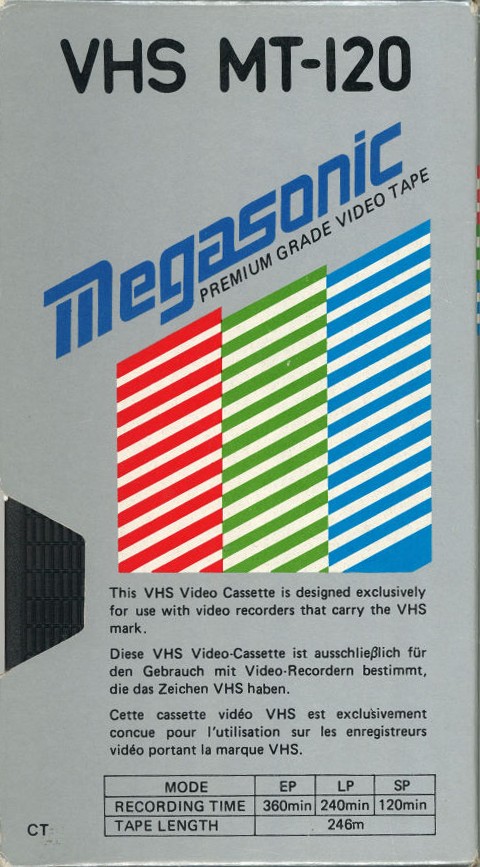 VHS MT-120
Megasonic
PREMIUM GRADE VIDEO TAPE
This VHS Video Cassette is designed exclusively
for use with video recorders that carry the VHS
mark.
Diese VHS Video-Cassette ist ausschließlich für
den Gebrauch mit Video-Recordern bestimmt,
die das Zeichen VHS haben.
Cette cassette vidéo VHS est exclusivement
concue pour l'utilisation sur les enregistreurs
vidéo portant la marque VHS.
MODE EP LP SP
RECORDING TIME 360min 240min 120min
TAPE LENGTH 246m
CT